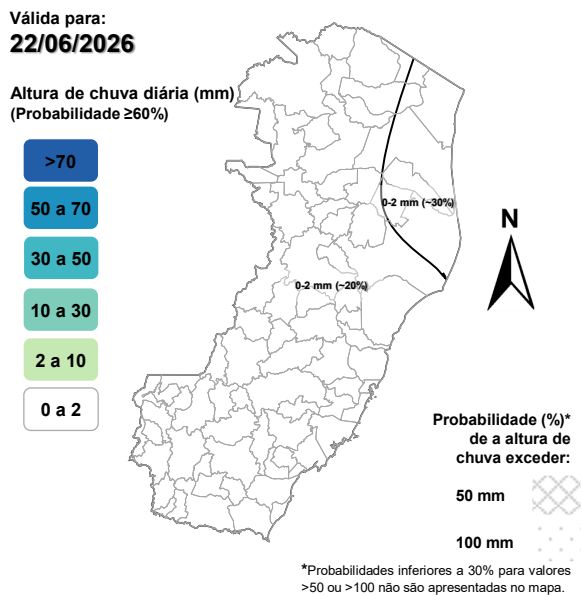 Válida para:
22/06/2026
Altura de chuva diária (mm)
(Probabilidade ≥60%)
>70
50 a 70
30 a 50
10 a 30
2 a 10
0 a 2
0-2 mm (~30%)
0-2 mm (~20%)
N
Probabilidade (%)*
de a altura de
chuva exceder:
50 mm
100 mm
*Probabilidades inferiores a 30% para valores
>50 ou >100 não são apresentadas no mapa.